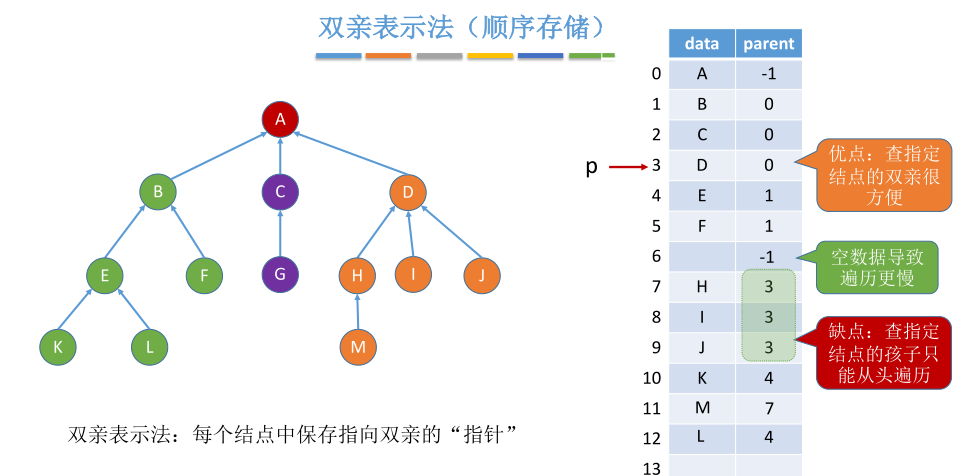 双亲表示法（顺序存储）
data parent
0 A -1
1 B 0
2 C 0
p 3 D 0
4 E 1
5 F 1
6 -1
7 H 3
8 I 3
9 J 3
10 K 4
11 M 7
12 L 4
13
优点：查指定
结点的双亲很
方便
空数据导致
遍历更慢
缺点：查指定
结点的孩子只
能从头遍历
A
B C D
E F G H I J
K L M
双亲表示法：每个结点中保存指向双亲的“指针”